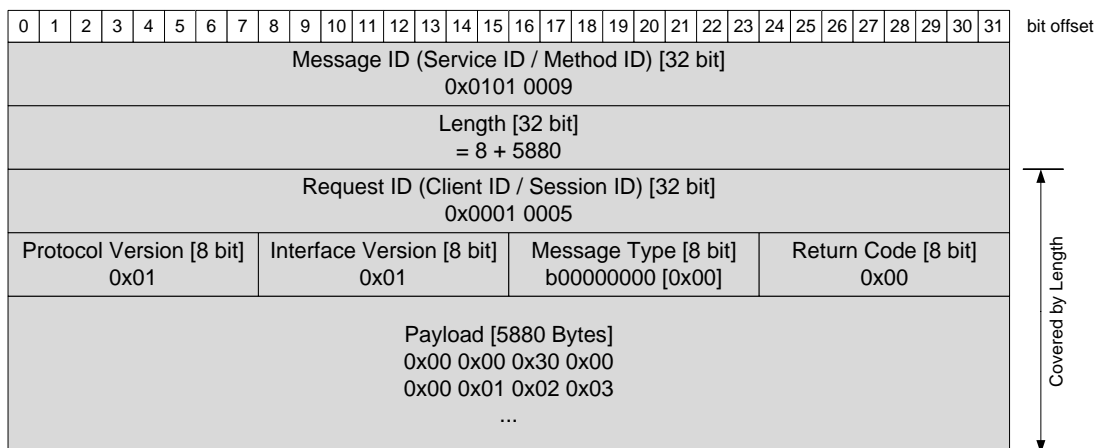 0 1 2 3 4 5 6 7 8 9 10 11 12 13 14 15 16 17 18 19 20 21 22 23 24 25 26 27 28 29 30 31 bit offset
Message ID (Service ID / Method ID) [32 bit]
0x0101 0009
Length [32 bit]
= 8 + 5880
Request ID (Client ID / Session ID) [32 bit]
0x0001 0005
Protocol Version [8 bit] Interface Version [8 bit] Message Type [8 bit] Return Code [8 bit]
0x01 0x01 b00000000 [0x00] 0x00
Payload [5880 Bytes]
0x00 0x00 0x30 0x00
0x00 0x01 0x02 0x03
...
Covered by Length